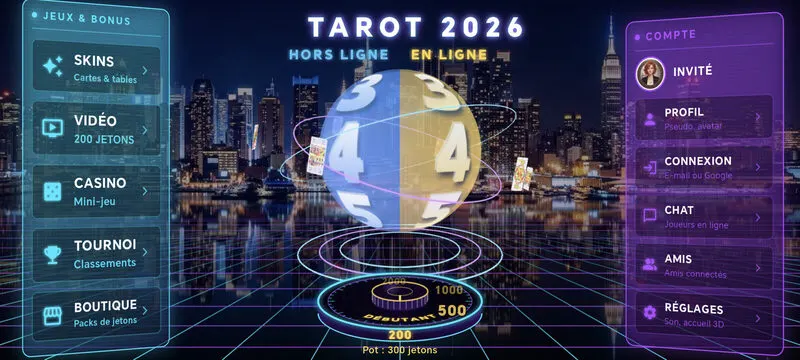 JEUX & BONUS
SKINS
Cartes & tables
VIDÉO
200 JETONS
CASINO
Mini-jeu
TOURNOI
Classements
BOUTIQUE
Packs de jetons
TAROT 2026
HORS LIGNE EN LIGNE
3 3
4 4
5 5
2000
1000
500
DÉBUTANT
200
Pot : 300 jetons
COMPTE
INVITÉ
PROFIL
Pseudo, avatar
CONNEXION
E-mail ou Google
CHAT
Joueurs en ligne
AMIS
Amis connectés
RÉGLAGES
Son, accueil 3D